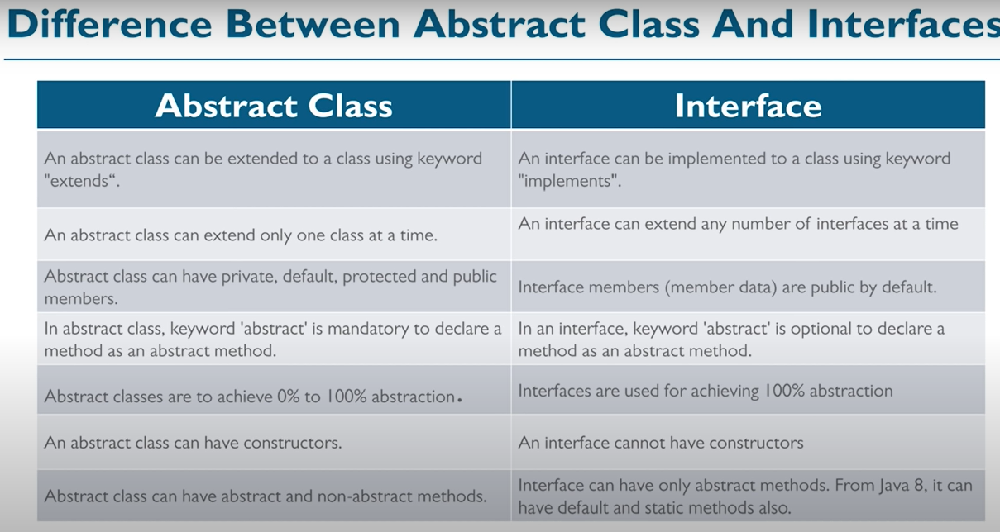 Difference Between Abstract Class And Interfaces
Abstract Class
Interface
An abstract class can be extended to a class using keyword
"extends“.
An interface can be implemented to a class using keyword
"implements".
An abstract class can extend only one class at a time.
An interface can extend any number of interfaces at a time
Abstract class can have private, default, protected and public
members.
Interface members (member data) are public by default.
In abstract class, keyword 'abstract' is mandatory to declare a
method as an abstract method.
In an interface, keyword 'abstract' is optional to declare a
method as an abstract method.
Abstract classes are to achieve 0% to 100% abstraction.
Interfaces are used for achieving 100% abstraction
An abstract class can have constructors.
An interface cannot have constructors
Abstract class can have abstract and non-abstract methods.
Interface can have only abstract methods. From Java 8, it can
have default and static methods also.